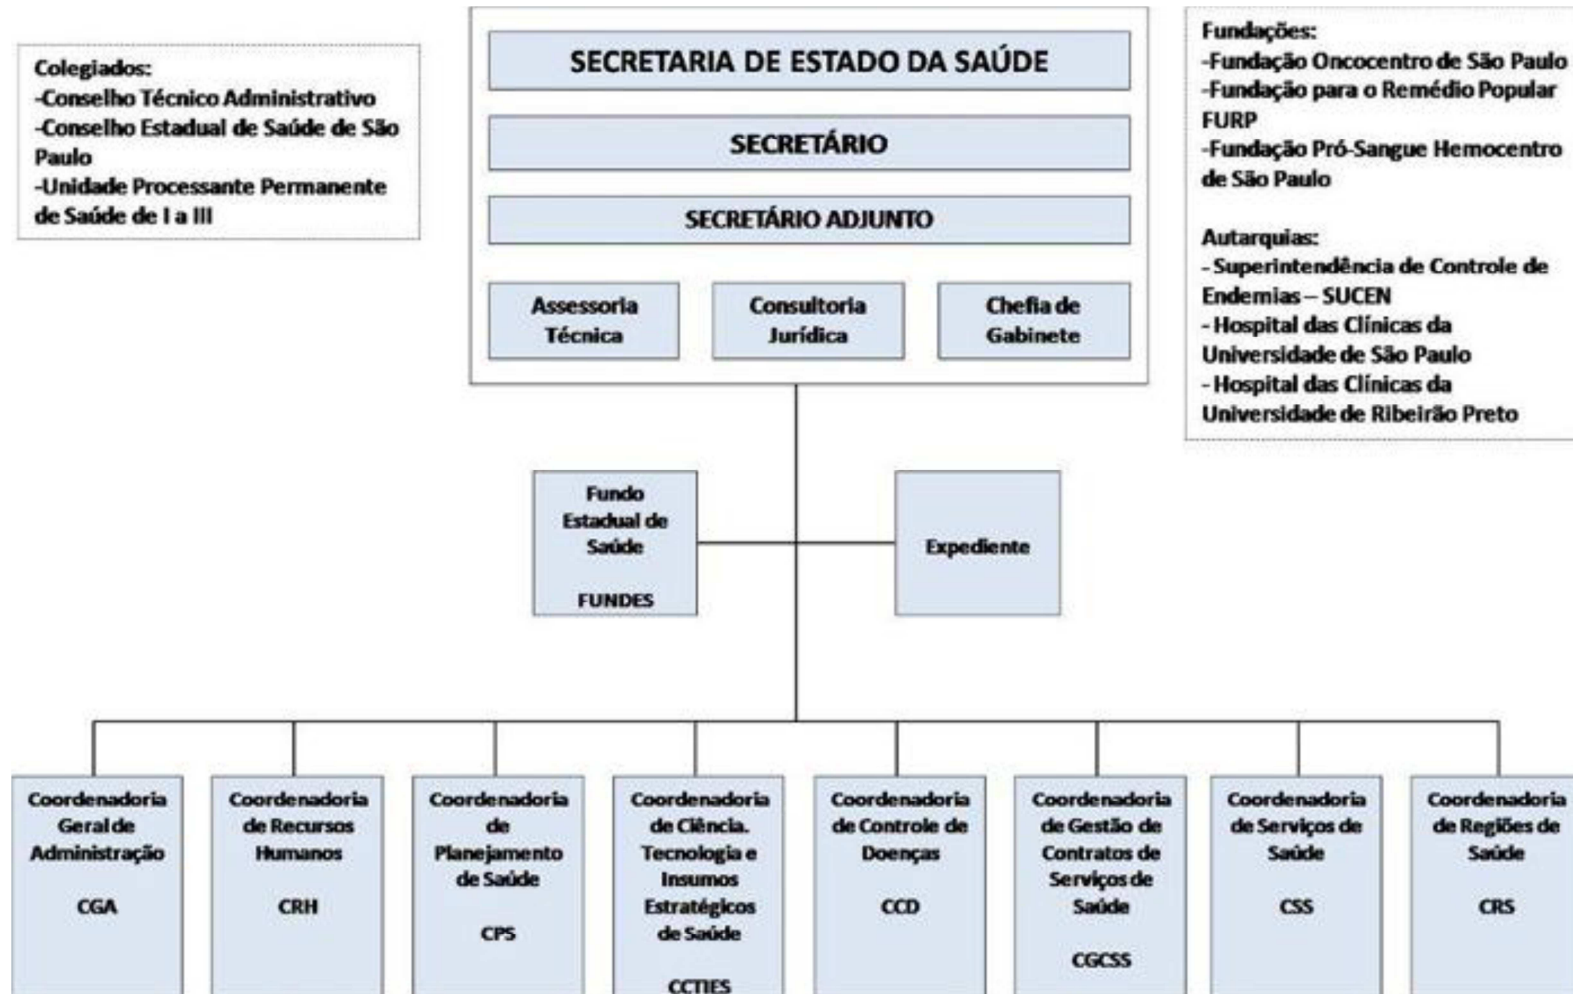 Colegiados:
-Conselho Técnico Administrativo
-Conselho Estadual de Saúde de São
Paulo
-Unidade Processante Permanente
de Saúde de I a III
SECRETARIA DE ESTADO DA SAÚDE
SECRETÁRIO
SECRETÁRIO ADJUNTO
Assessoria
Técnica
Consultoria
Jurídica
Chefia de
Gabinete
Fundações:
-Fundação Oncocentro de São Paulo
-Fundação para o Remédio Popular
FURP
-Fundação Pró-Sangue Hemocentro
de São Paulo
Autarquias:
- Superintendência de Controle de
Endemias – SUCEN
- Hospital das Clínicas da
Universidade de São Paulo
- Hospital das Clínicas da
Universidade de Ribeirão Preto
Fundo
Estadual de
Saúde
FUNDES
Expediente
Coordenadoria
Geral de
Administração
CGA
Coordenadoria
de Recursos
Humanos
CRH
Coordenadoria
de
Planejamento
de Saúde
CPS
Coordenadoria
de Ciência.
Tecnologia e
Insumos
Estratégicos
de Saúde
CCTIES
Coordenadoria
de Controle de
Doenças
CCD
Coordenadoria
de Gestão de
Contratos de
Serviços de
Saúde
CGCSS
Coordenadoria
de Serviços de
Saúde
CSS
Coordenadoria
de Regiões de
Saúde
CRS